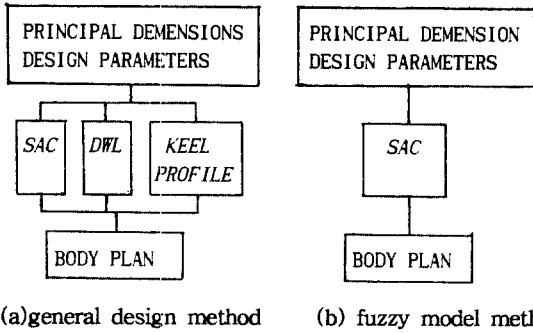 PRINCIPAL DEMENSIONS
DESIGN PARAMETERS
SAC
DWL
KEEL
PROFILE
BODY PLAN
(a)general design method
PRINCIPAL DEMENSION
DESIGN PARAMETERS
SAC
BODY PLAN
(b) fuzzy model